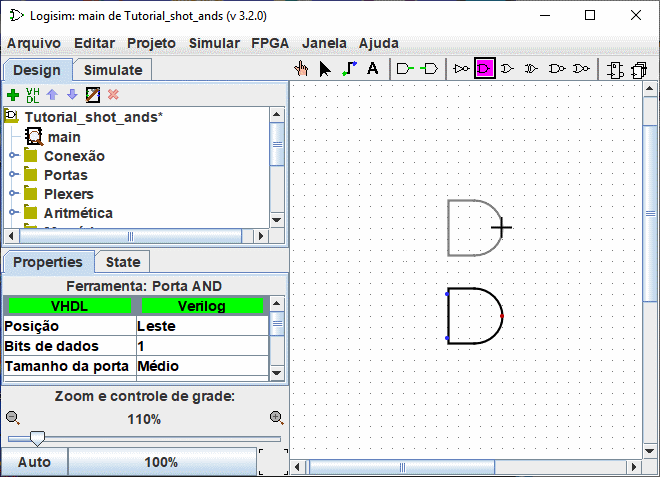 Logisim: main de Tutorial_shot_ands (v 3.2.0)
Arquivo Editar Projeto Simular FPGA Janela Ajuda
Design Simulate
A
VH
DL
Tutorial_shot_ands*
main
Conexão
Portas
Plexers
Aritmética
Properties State
Ferramenta: Porta AND
VHDL Verilog
Posição Leste
Bits de dados 1
Tamanho da porta Médio
Zoom e controle de grade:
110%
Auto 100%